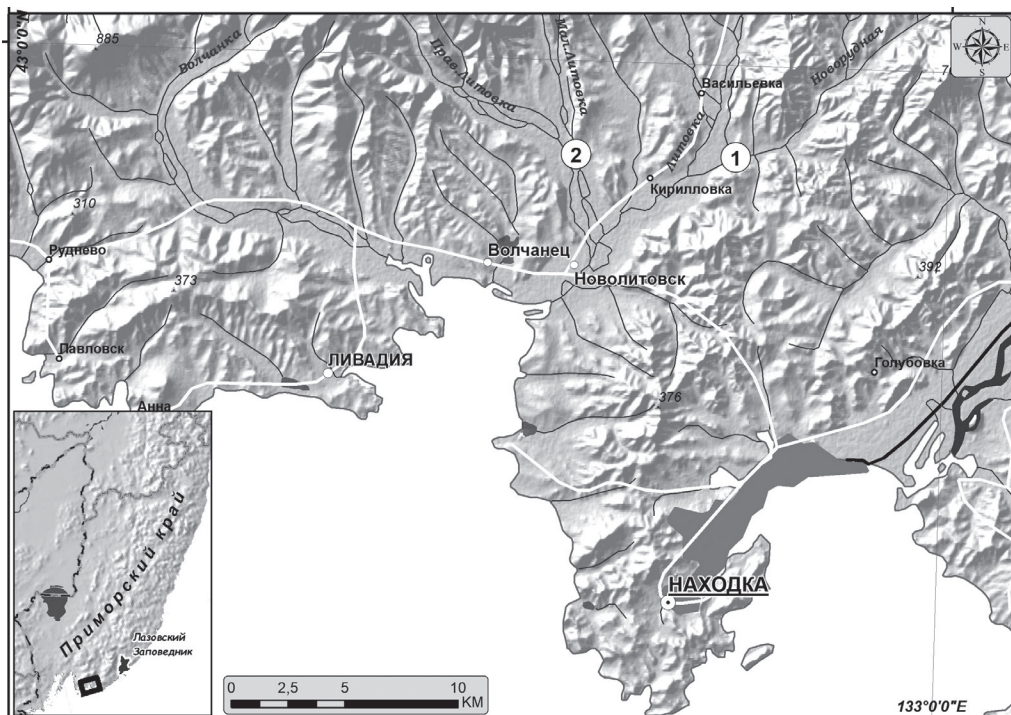 43°0'0"N
885
Волчанка
Прав.Литовка
Мал.Литовка
Васильевка
Новорудная
N
W E
S
Литовка
2
1
Кирилловка
310
Руднево
373
Волчанец
Новолитовск
392
Павловск
ЛИВАДИЯ
Голубовка
376
Анна
Приморский край
Лазовский
Заповедник
НАХОДКА
0 2,5 5 10
KM
133°0'0"E